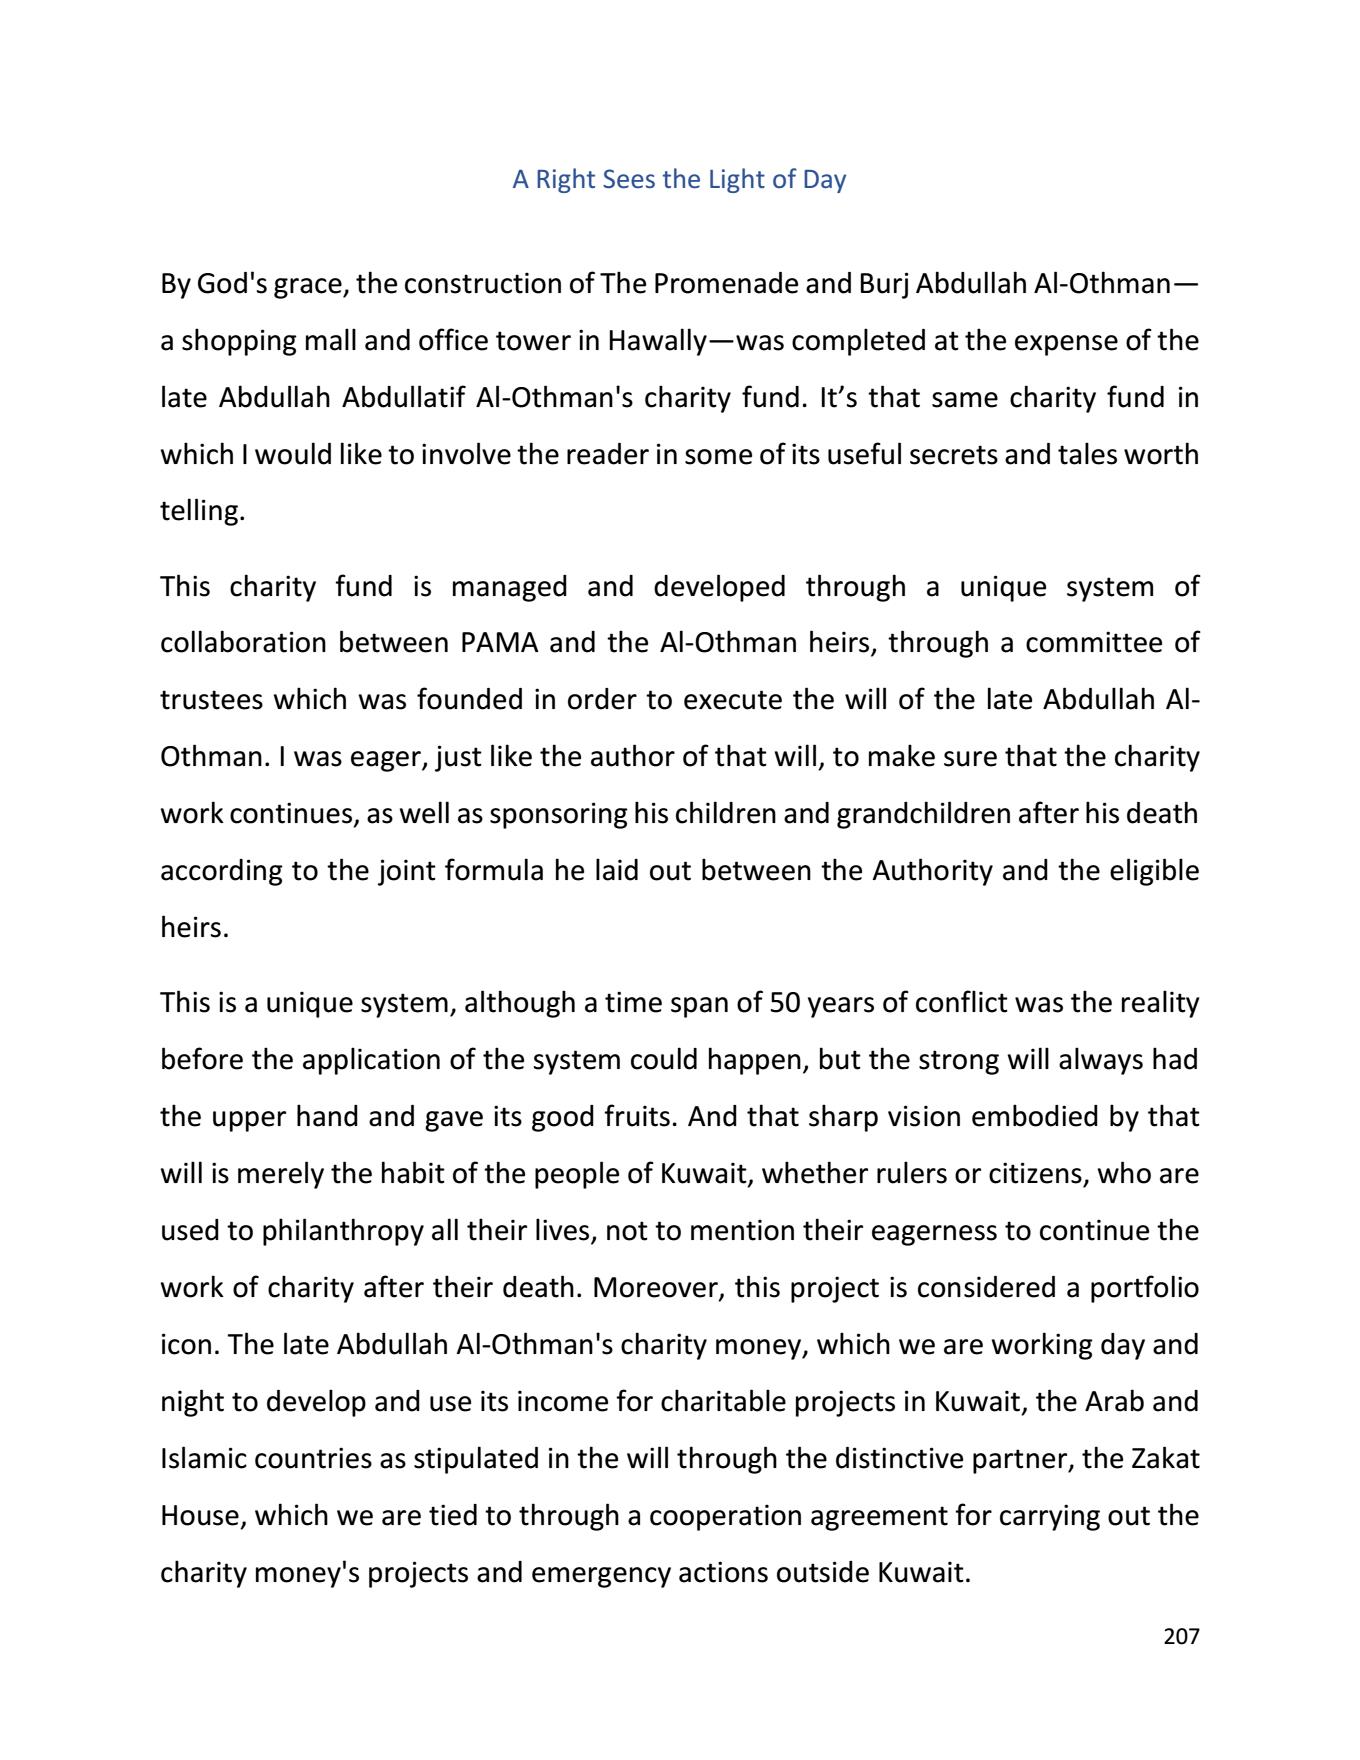 A Right Sees the Light of Day
By God's grace, the construction of The Promenade and Burj Abdullah Al-Othman—
a shopping mall and office tower in Hawally—was completed at the expense of the
late Abdullah Abdullatif Al-Othman's charity fund. It’s that same charity fund in
which I would like to involve the reader in some of its useful secrets and tales worth
telling.
This charity fund is managed and developed through a unique system of
collaboration between PAMA and the Al-Othman heirs, through a committee of
trustees which was founded in order to execute the will of the late Abdullah Al-
Othman. I was eager, just like the author of that will, to make sure that the charity
work continues, as well as sponsoring his children and grandchildren after his death
according to the joint formula he laid out between the Authority and the eligible
heirs.
This is a unique system, although a time span of 50 years of conflict was the reality
before the application of the system could happen, but the strong will always had
the upper hand and gave its good fruits. And that sharp vision embodied by that
will is merely the habit of the people of Kuwait, whether rulers or citizens, who are
used to philanthropy all their lives, not to mention their eagerness to continue the
work of charity after their death. Moreover, this project is considered a portfolio
icon. The late Abdullah Al-Othman's charity money, which we are working day and
night to develop and use its income for charitable projects in Kuwait, the Arab and
Islamic countries as stipulated in the will through the distinctive partner, the Zakat
House, which we are tied to through a cooperation agreement for carrying out the
charity money's projects and emergency actions outside Kuwait.
207